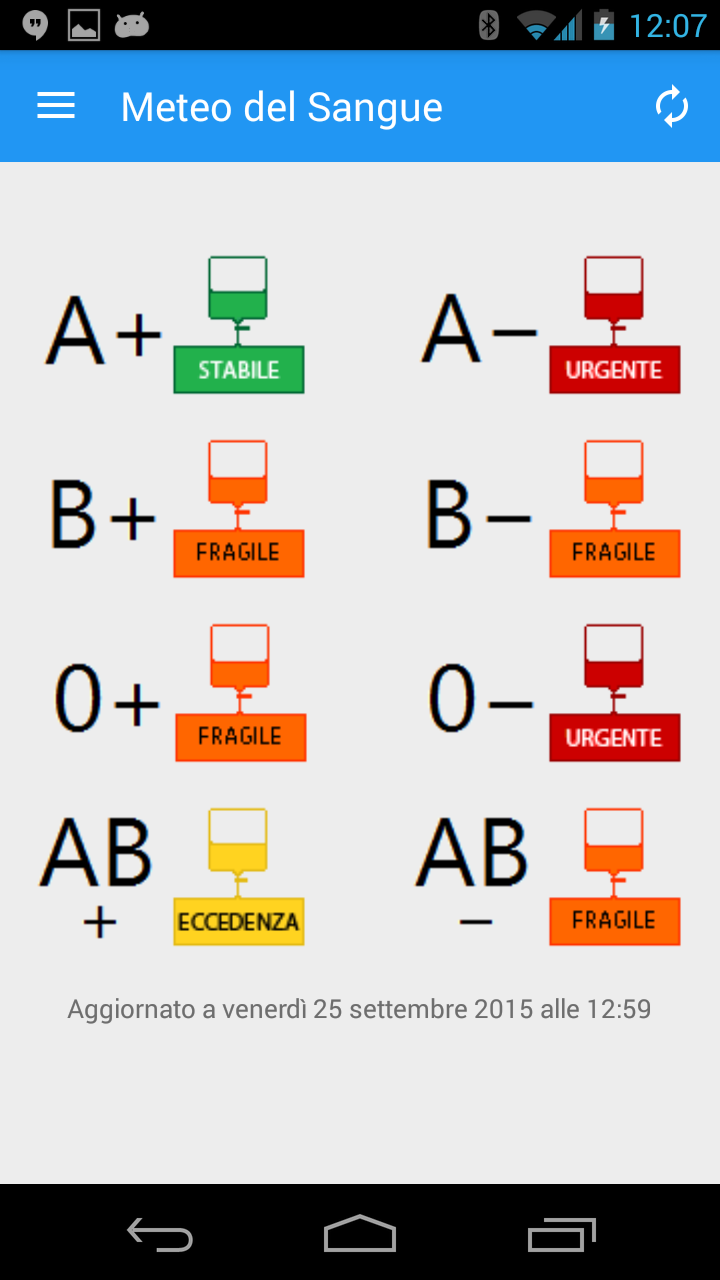 12:07
Meteo del Sangue
A+ STABILE
A− URGENTE
B+ FRAGILE
B− FRAGILE
0+ FRAGILE
0− URGENTE
AB
+ ECCEDENZA
AB
− FRAGILE
Aggiornato a venerdì 25 settembre 2015 alle 12:59